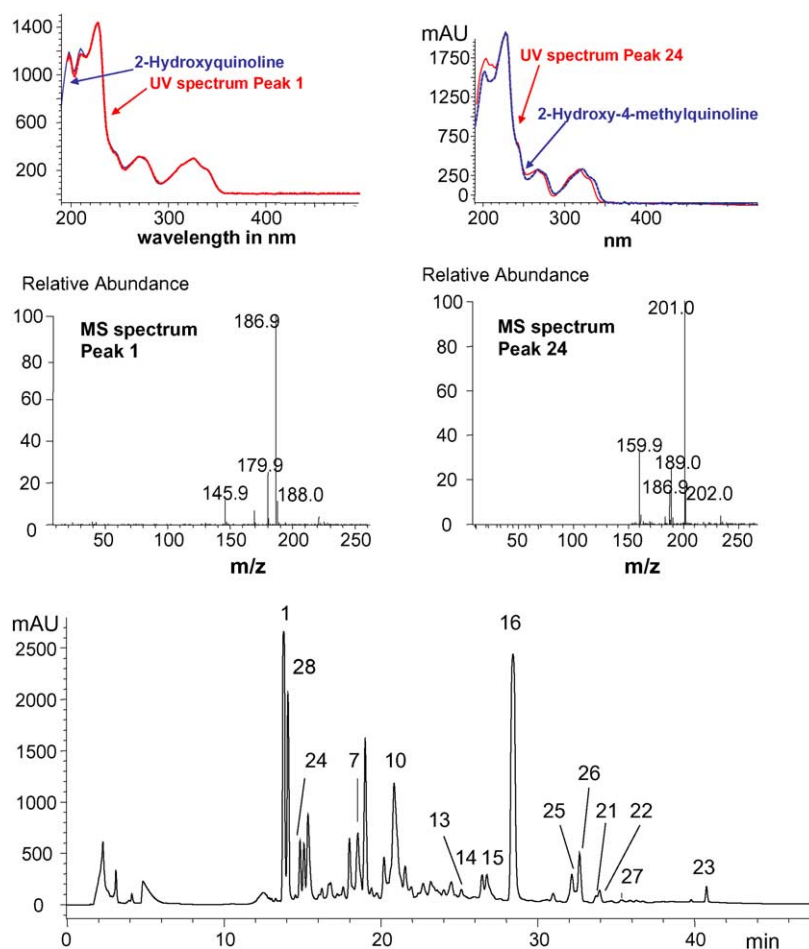 1400
1000
600
200
2-Hydroxyquinoline
UV spectrum Peak 1
200 300 400
wavelength in nm
mAU
1750
1250
750
250
0
UV spectrum Peak 24
2-Hydroxy-4-methylquinoline
200 300 400
nm
Relative Abundance
100
80
60
40
20
0
MS spectrum
Peak 1
186.9
179.9
145.9
188.0
50 100 150 200 250
m/z
Relative Abundance
100
80
60
40
20
0
MS spectrum
Peak 24
201.0
159.9
189.0
186.9
202.0
50 100 150 200 250
m/z
mAU
2500
2000
1500
1000
500
0
1
28
24
7
10
13
14 15
16
25
26
21
22
27
23
0 10 20 30 40 min